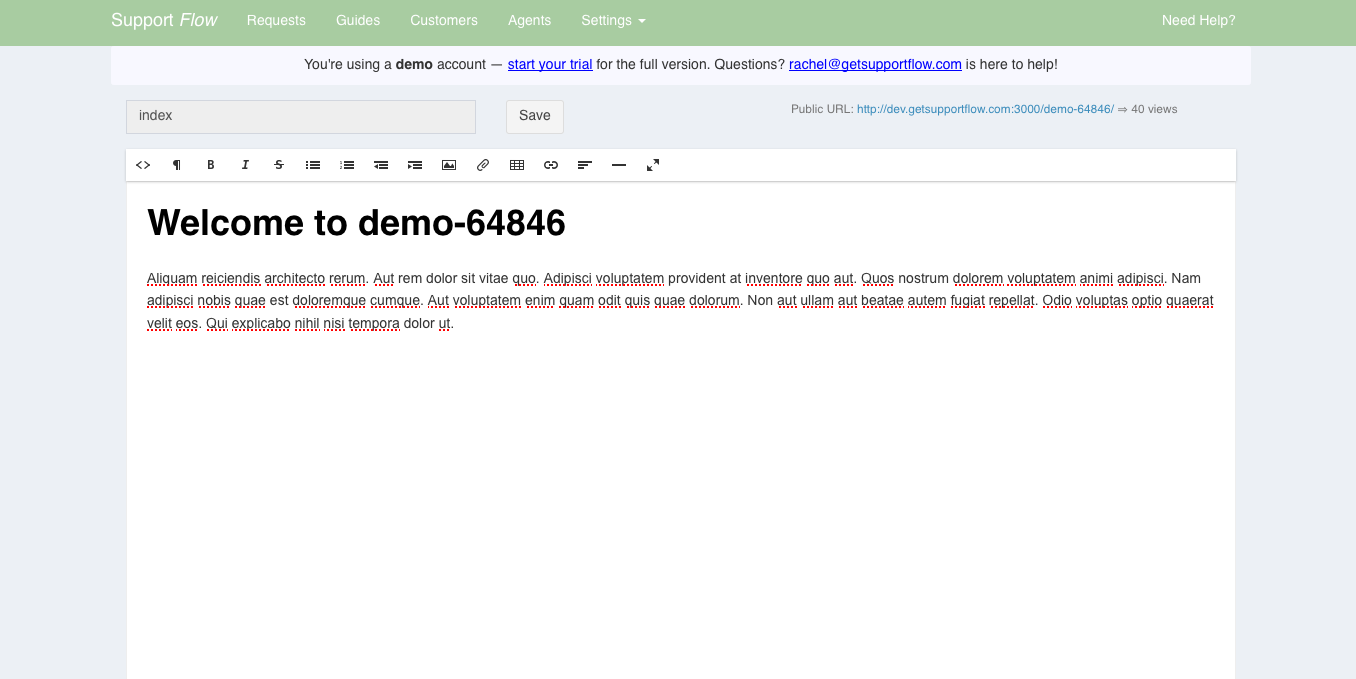 Support Flow Requests Guides Customers Agents Settings Need Help?
You're using a demo account — start your trial for the full version. Questions? rachel@getsupportflow.com is here to help!
index Save Public URL: http://dev.getsupportflow.com:3000/demo-64846/ ⇒ 40 views
Welcome to demo-64846
Aliquam reiciendis architecto rerum. Aut rem dolor sit vitae quo. Adipisci voluptatem provident at inventore quo aut. Quos nostrum dolorem voluptatem animi adipisci. Nam
adipisci nobis quae est doloremque cumque. Aut voluptatem enim quam odit quis quae dolorum. Non aut ullam aut beatae autem fugiat repellat. Odio voluptas optio quaerat
velit eos. Qui explicabo nihil nisi tempora dolor ut.